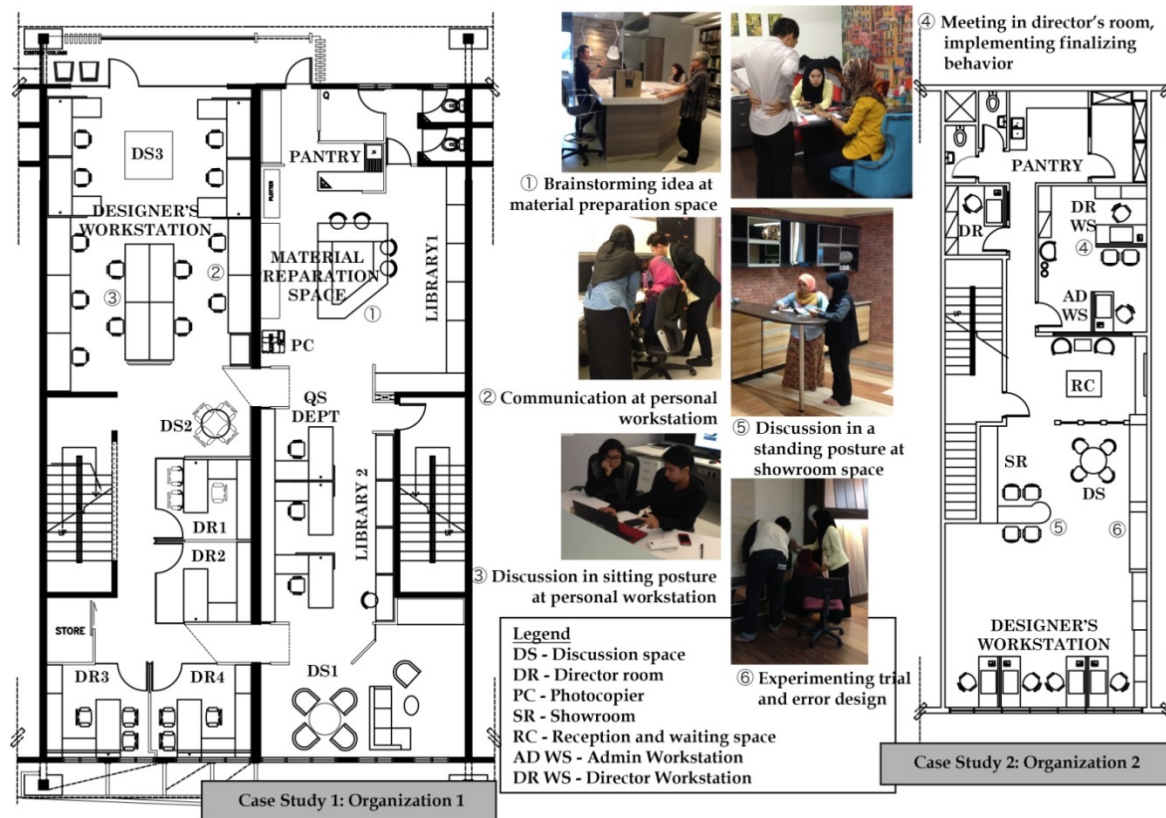 EXISTING COLUMN
DS3
DESIGNER'S
WORKSTATION
②
③
DS2
DR1
DR2
STORE
DR3
DR4
PANTRY
PLOTTER
MATERIAL
PREPARATION
SPACE
①
LIBRARY1
PC
QS
DEPT
LIBRARY 2
DS1
Case Study 1: Organization 1
① Brainstorming idea at
material preparation space
② Communication at personal
workstatiom
③ Discussion in sitting posture
at personal workstation
④ Meeting in director's room,
implementing finalizing
behavior
⑤ Discussion in a
standing posture at
showroom space
⑥ Experimenting trial
and error design
Legend
DS - Discussion space
DR - Director room
PC - Photocopier
SR - Showroom
RC - Reception and waiting space
AD WS - Admin Workstation
DR WS - Director Workstation
PANTRY
DR
DR
WS
④
AD
WS
UP
RC
SR
DS
⑤
⑥
DESIGNER'S
WORKSTATION
Case Study 2: Organization 2